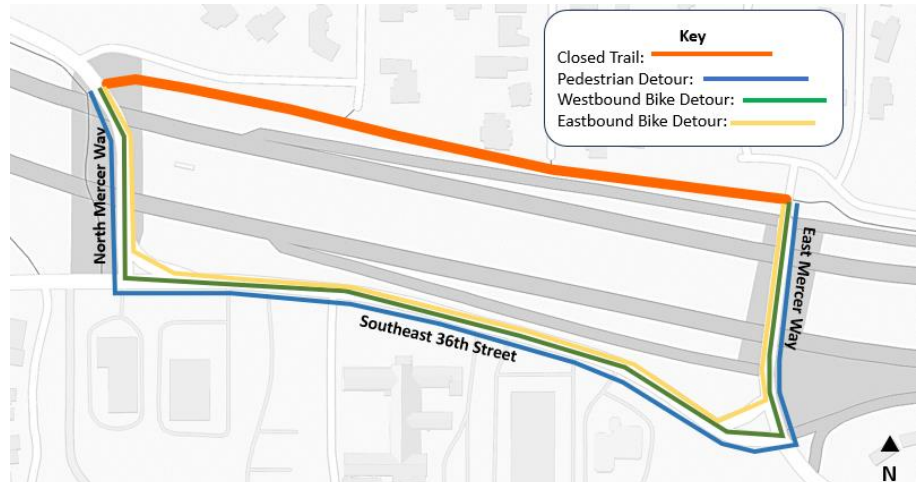 Key
Closed Trail:
Pedestrian Detour:
Westbound Bike Detour:
Eastbound Bike Detour:
North Mercer Way
East Mercer Way
Southeast 36th Street
N